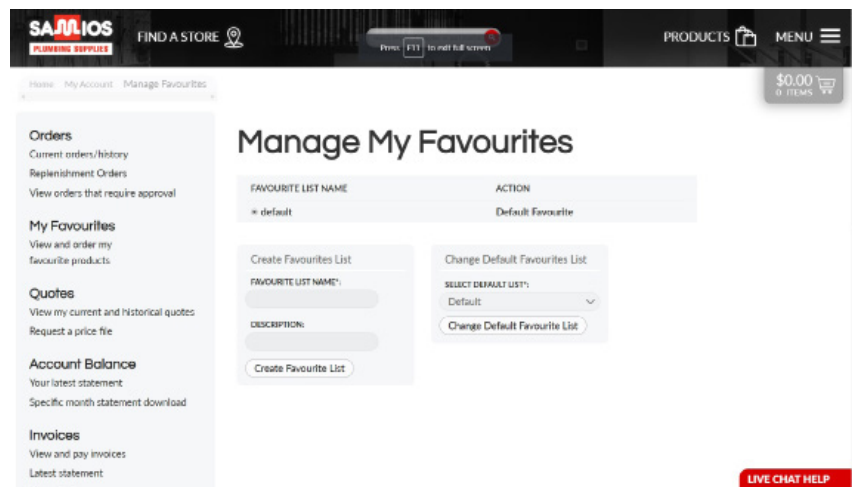 SAMIOS
PLUMBING SUPPLIES
FIND A STORE
Press F11 to exit full screen
PRODUCTS
MENU
$0.00
0 ITEMS
Home My Account Manage Favourites
Orders
Current orders/history
Replenishment Orders
View orders that require approval
My Favourites
View and order my
favourite products
Quotes
View my current and historical quotes
Request a price file
Account Balance
Your latest statement
Specific month statement download
Invoices
View and pay invoices
Latest statement
Manage My Favourites
FAVOURITE LIST NAME ACTION
default Default Favourite
Create Favourites List
FAVOURITE LIST NAME*:
DESCRIPTION:
Create Favourite List
Change Default Favourites List
SELECT DEFAULT LIST*:
Default
Change Default Favourite List
LIVE CHAT HELP